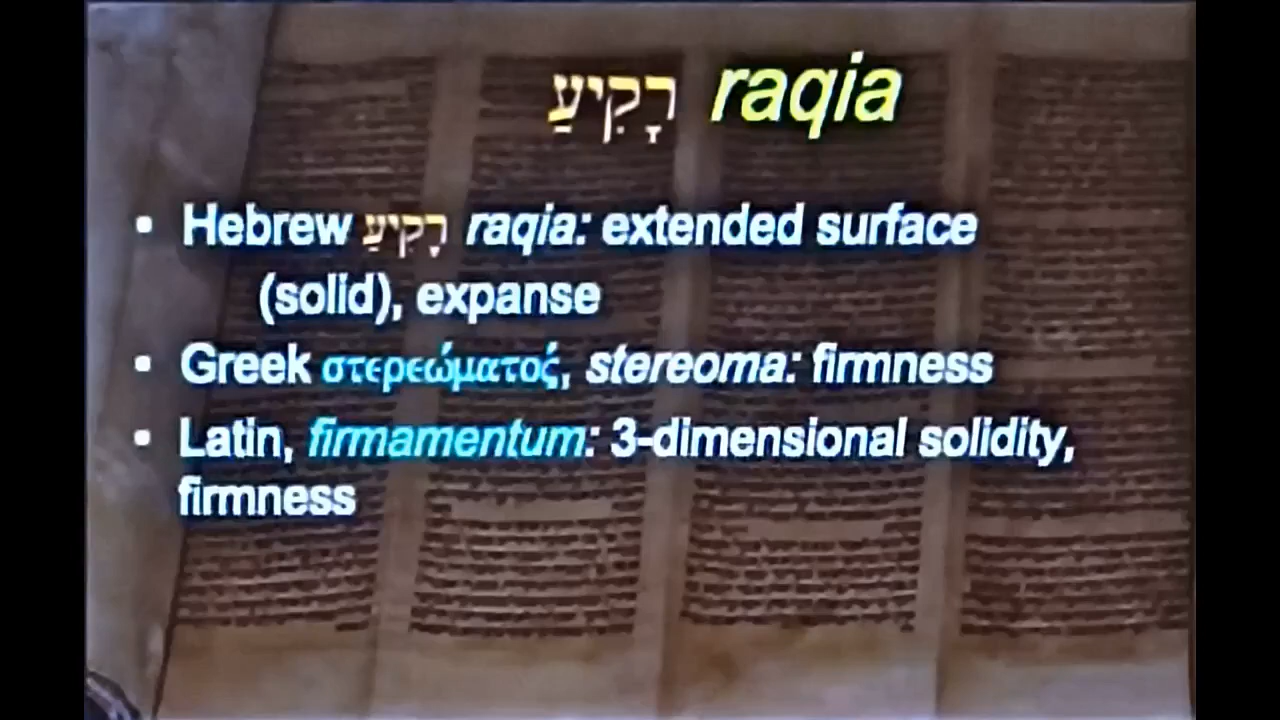 רָקִיעַ raqia
• Hebrew רָקִיעַ raqia: extended surface
(solid), expanse
• Greek στερεώματος, stereoma: firmness
• Latin, firmamentum: 3-dimensional solidity,
firmness